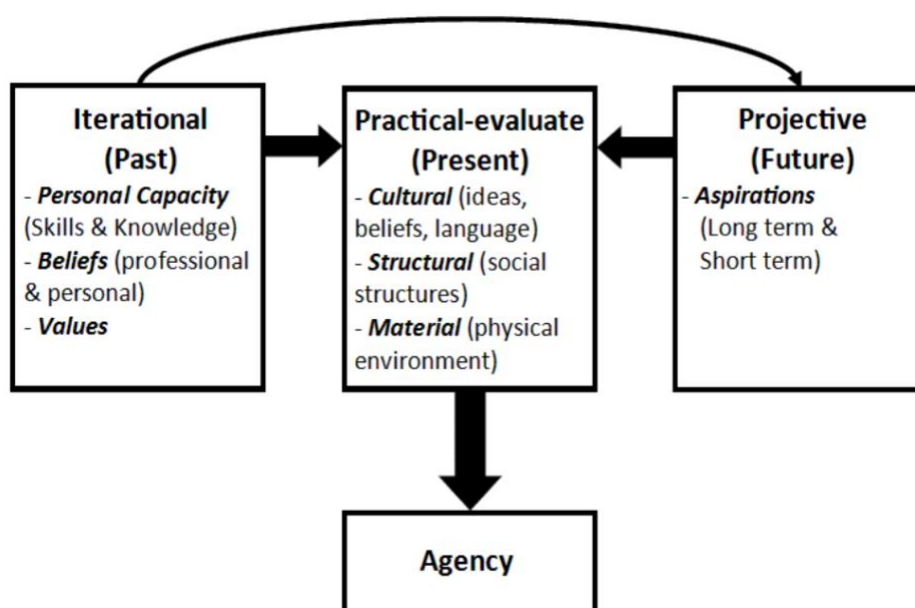 Iterational
(Past)
- Personal Capacity
(Skills & Knowledge)
- Beliefs (professional
& personal)
- Values
Practical-evaluate
(Present)
- Cultural (ideas,
beliefs, language)
- Structural (social
structures)
- Material (physical
environment)
Projective
(Future)
- Aspirations
(Long term &
Short term)
Agency